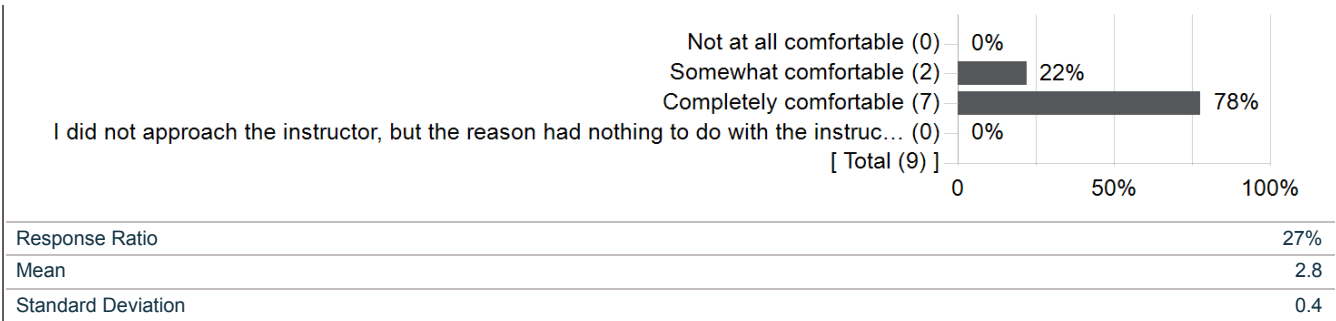 Not at all comfortable (0) 0%
Somewhat comfortable (2) 22%
Completely comfortable (7) 78%
I did not approach the instructor, but the reason had nothing to do with the instruc... (0) 0%
[ Total (9) ]
0 50% 100%
Response Ratio 27%
Mean 2.8
Standard Deviation 0.4